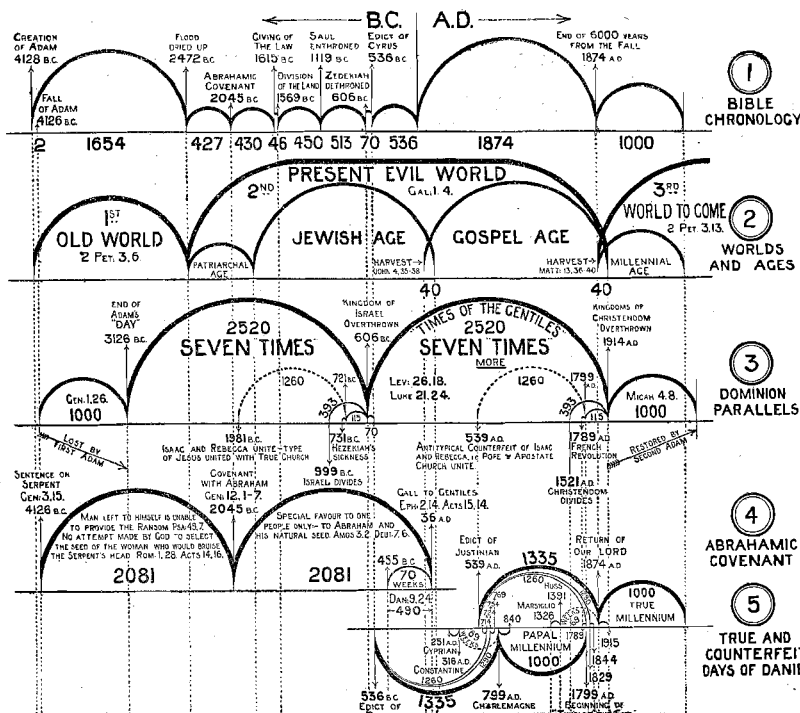 B.C. A.D.
CREATION OF ADAM 4128 B.C.
FLOOD DRIED UP 2472 B.C.
GIVING OF THE LAW 1615 B.C.
SAUL ENTHRONED 1119 B.C.
EDICT OF CYRUS 536 B.C.
END OF 6000 YEARS FROM THE FALL 1874 A.D.
FALL OF ADAM 4126 B.C.
ABRAHAMIC COVENANT 2045 B.C.
DIVISION OF THE LAND 1569 B.C.
ZEDEKIAH DETHRONED 606 B.C.
1
BIBLE CHRONOLOGY
2 1654 427 430 46 450 513 70 536 1874 1000
PRESENT EVIL WORLD
2ND
GAL. 1. 4.
3RD
WORLD TO COME
2 PET. 3.13.
1ST
OLD WORLD
2 PET. 3, 6.
PATRIARCHAL AGE
JEWISH AGE
HARVEST
JOHN 4, 35-38
GOSPEL AGE
HARVEST
MATT. 13, 36-40
MILLENNIAL AGE
2
WORLDS AND AGES
40 40
END OF ADAM'S "DAY" 3126 B.C.
KINGDOM OF ISRAEL OVERTHROWN 606 B.C.
KINGDOMS OF CHRISTENDOM OVERTHROWN 1914 A.D.
"TIMES OF THE GENTILES"
2520
SEVEN "TIMES"
2520
SEVEN "TIMES"
MORE
LEV. 26.18.
LUKE 21.24.
1260 721 B.C. 393 115 70
1260 1799 A.D. 393 115
GEN. 1,26.
1000
MICAH 4.8.
1000
3
DOMINION PARALLELS
LOST BY FIRST ADAM
1981 B.C.
ISAAC AND REBECCA UNITE-TYPE OF JESUS UNITED WITH TRUE CHURCH
731 B.C.
HEZEKIAH'S SICKNESS
999 B.C.
ISRAEL DIVIDES
539 A.D.
ANTITYPICAL COUNTERFEIT OF ISAAC AND REBECCA, I.E. POPE & APOSTATE CHURCH UNITE
1789 A.D.
FRENCH REVOLUTION
1521 A.D.
CHRISTENDOM DIVIDES
RESTORED BY SECOND ADAM
SENTENCE ON SERPENT GEN. 3.15. 4126 B.C.
COVENANT WITH ABRAHAM GEN. 12, 1-7. 2045 B.C.
CALL TO GENTILES EPH. 2,14. ACTS 15,14. 36 A.D.
MAN LEFT TO HIMSELF IS UNABLE
TO PROVIDE THE RANSOM PSA. 49,7.
NO ATTEMPT MADE BY GOD TO SELECT
THE SEED OF THE WOMAN WHO WOULD BRUISE
THE SERPENT'S HEAD ROM. 1, 28. ACTS 14,16.
2081
SPECIAL FAVOUR TO ONE
PEOPLE ONLY - TO ABRAHAM AND
HIS NATURAL SEED. AMOS 3.2 DEU. 7, 6.
2081
455 B.C.
70 WEEKS
DAN. 9,24
490
4
ABRAHAMIC COVENANT
EDICT OF JUSTINIAN 539 A.D.
RETURN OF OUR LORD 1874 A.D.
1335
1260
HUSS 1391
MARSIGLIO 1326
1000
TRUE MILLENNIUM
5
TRUE AND COUNTERFEIT DAYS OF DANIE
840 1789 1915
251 A.D. CYPRIAN
316 A.D. CONSTANTINE
1260
PAPAL MILLENNIUM
1000
1844
1829
536 B.C.
EDICT OF
1335
799 A.D.
CHARLEMAGNE
1799 A.D.
BEGINNING OF